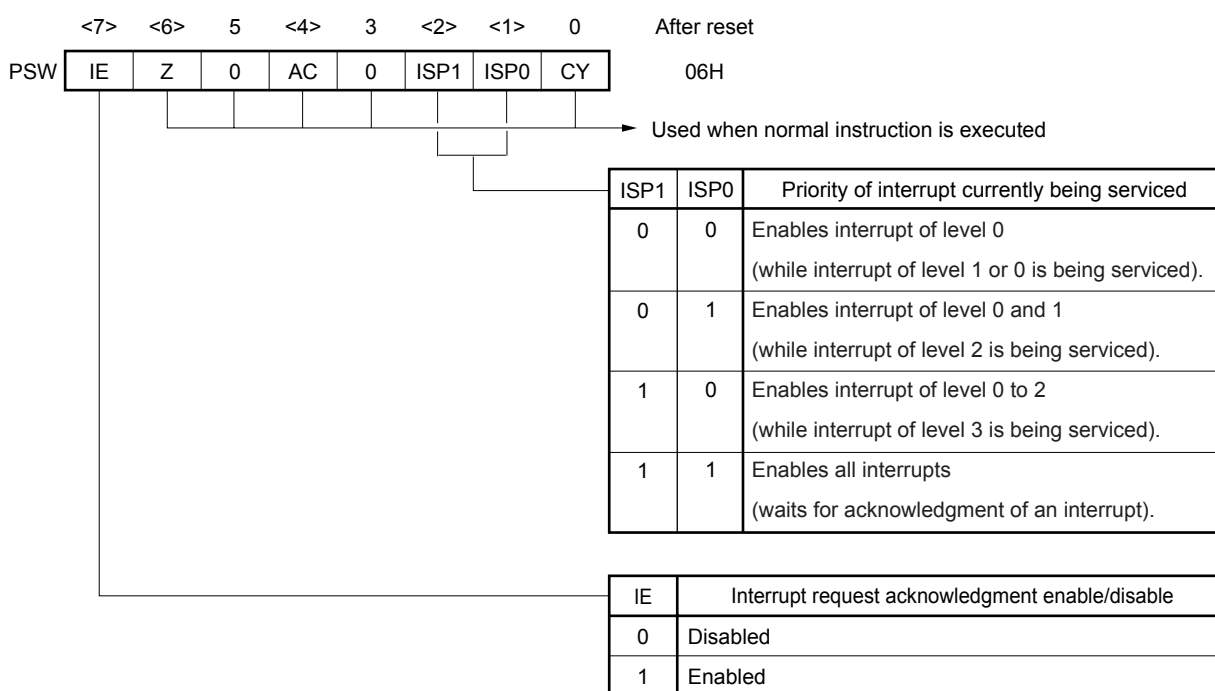 <7> <6> 5 <4> 3 <2> <1> 0 After reset
PSW IE Z 0 AC 0 ISP1 ISP0 CY 06H
Used when normal instruction is executed
ISP1 ISP0 Priority of interrupt currently being serviced
0 0 Enables interrupt of level 0
(while interrupt of level 1 or 0 is being serviced).
0 1 Enables interrupt of level 0 and 1
(while interrupt of level 2 is being serviced).
1 0 Enables interrupt of level 0 to 2
(while interrupt of level 3 is being serviced).
1 1 Enables all interrupts
(waits for acknowledgment of an interrupt).
IE Interrupt request acknowledgment enable/disable
0 Disabled
1 Enabled